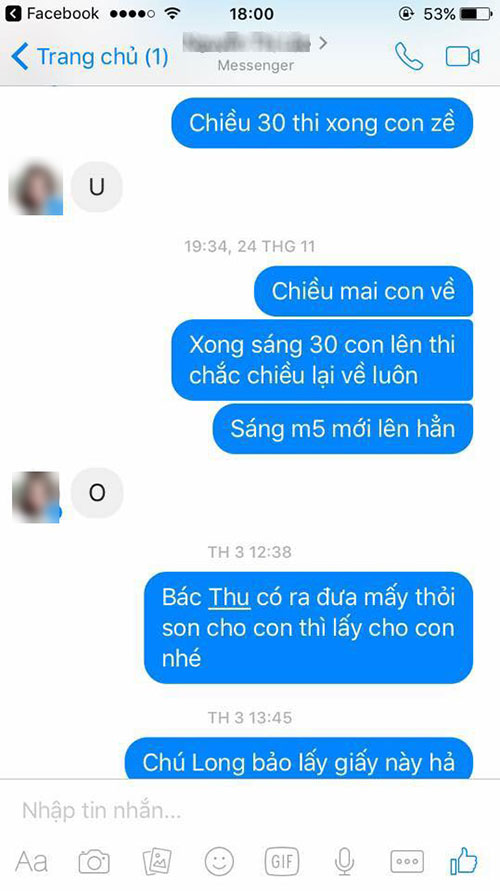 Facebook 18:00 53%
Trang chủ (1)
Messenger
Chiều 30 thi xong con zề
U
19:34, 24 THG 11
Chiều mai con về
Xong sáng 30 con lên thi
chắc chiều lại về luôn
Sáng m5 mới lên hẳn
O
TH 3 12:38
Bác Thu có ra đưa mấy thỏi
son cho con thì lấy cho con
nhé
TH 3 13:45
Chú Long bảo lấy giấy này hả
Nhập tin nhắn...
Aa GIF